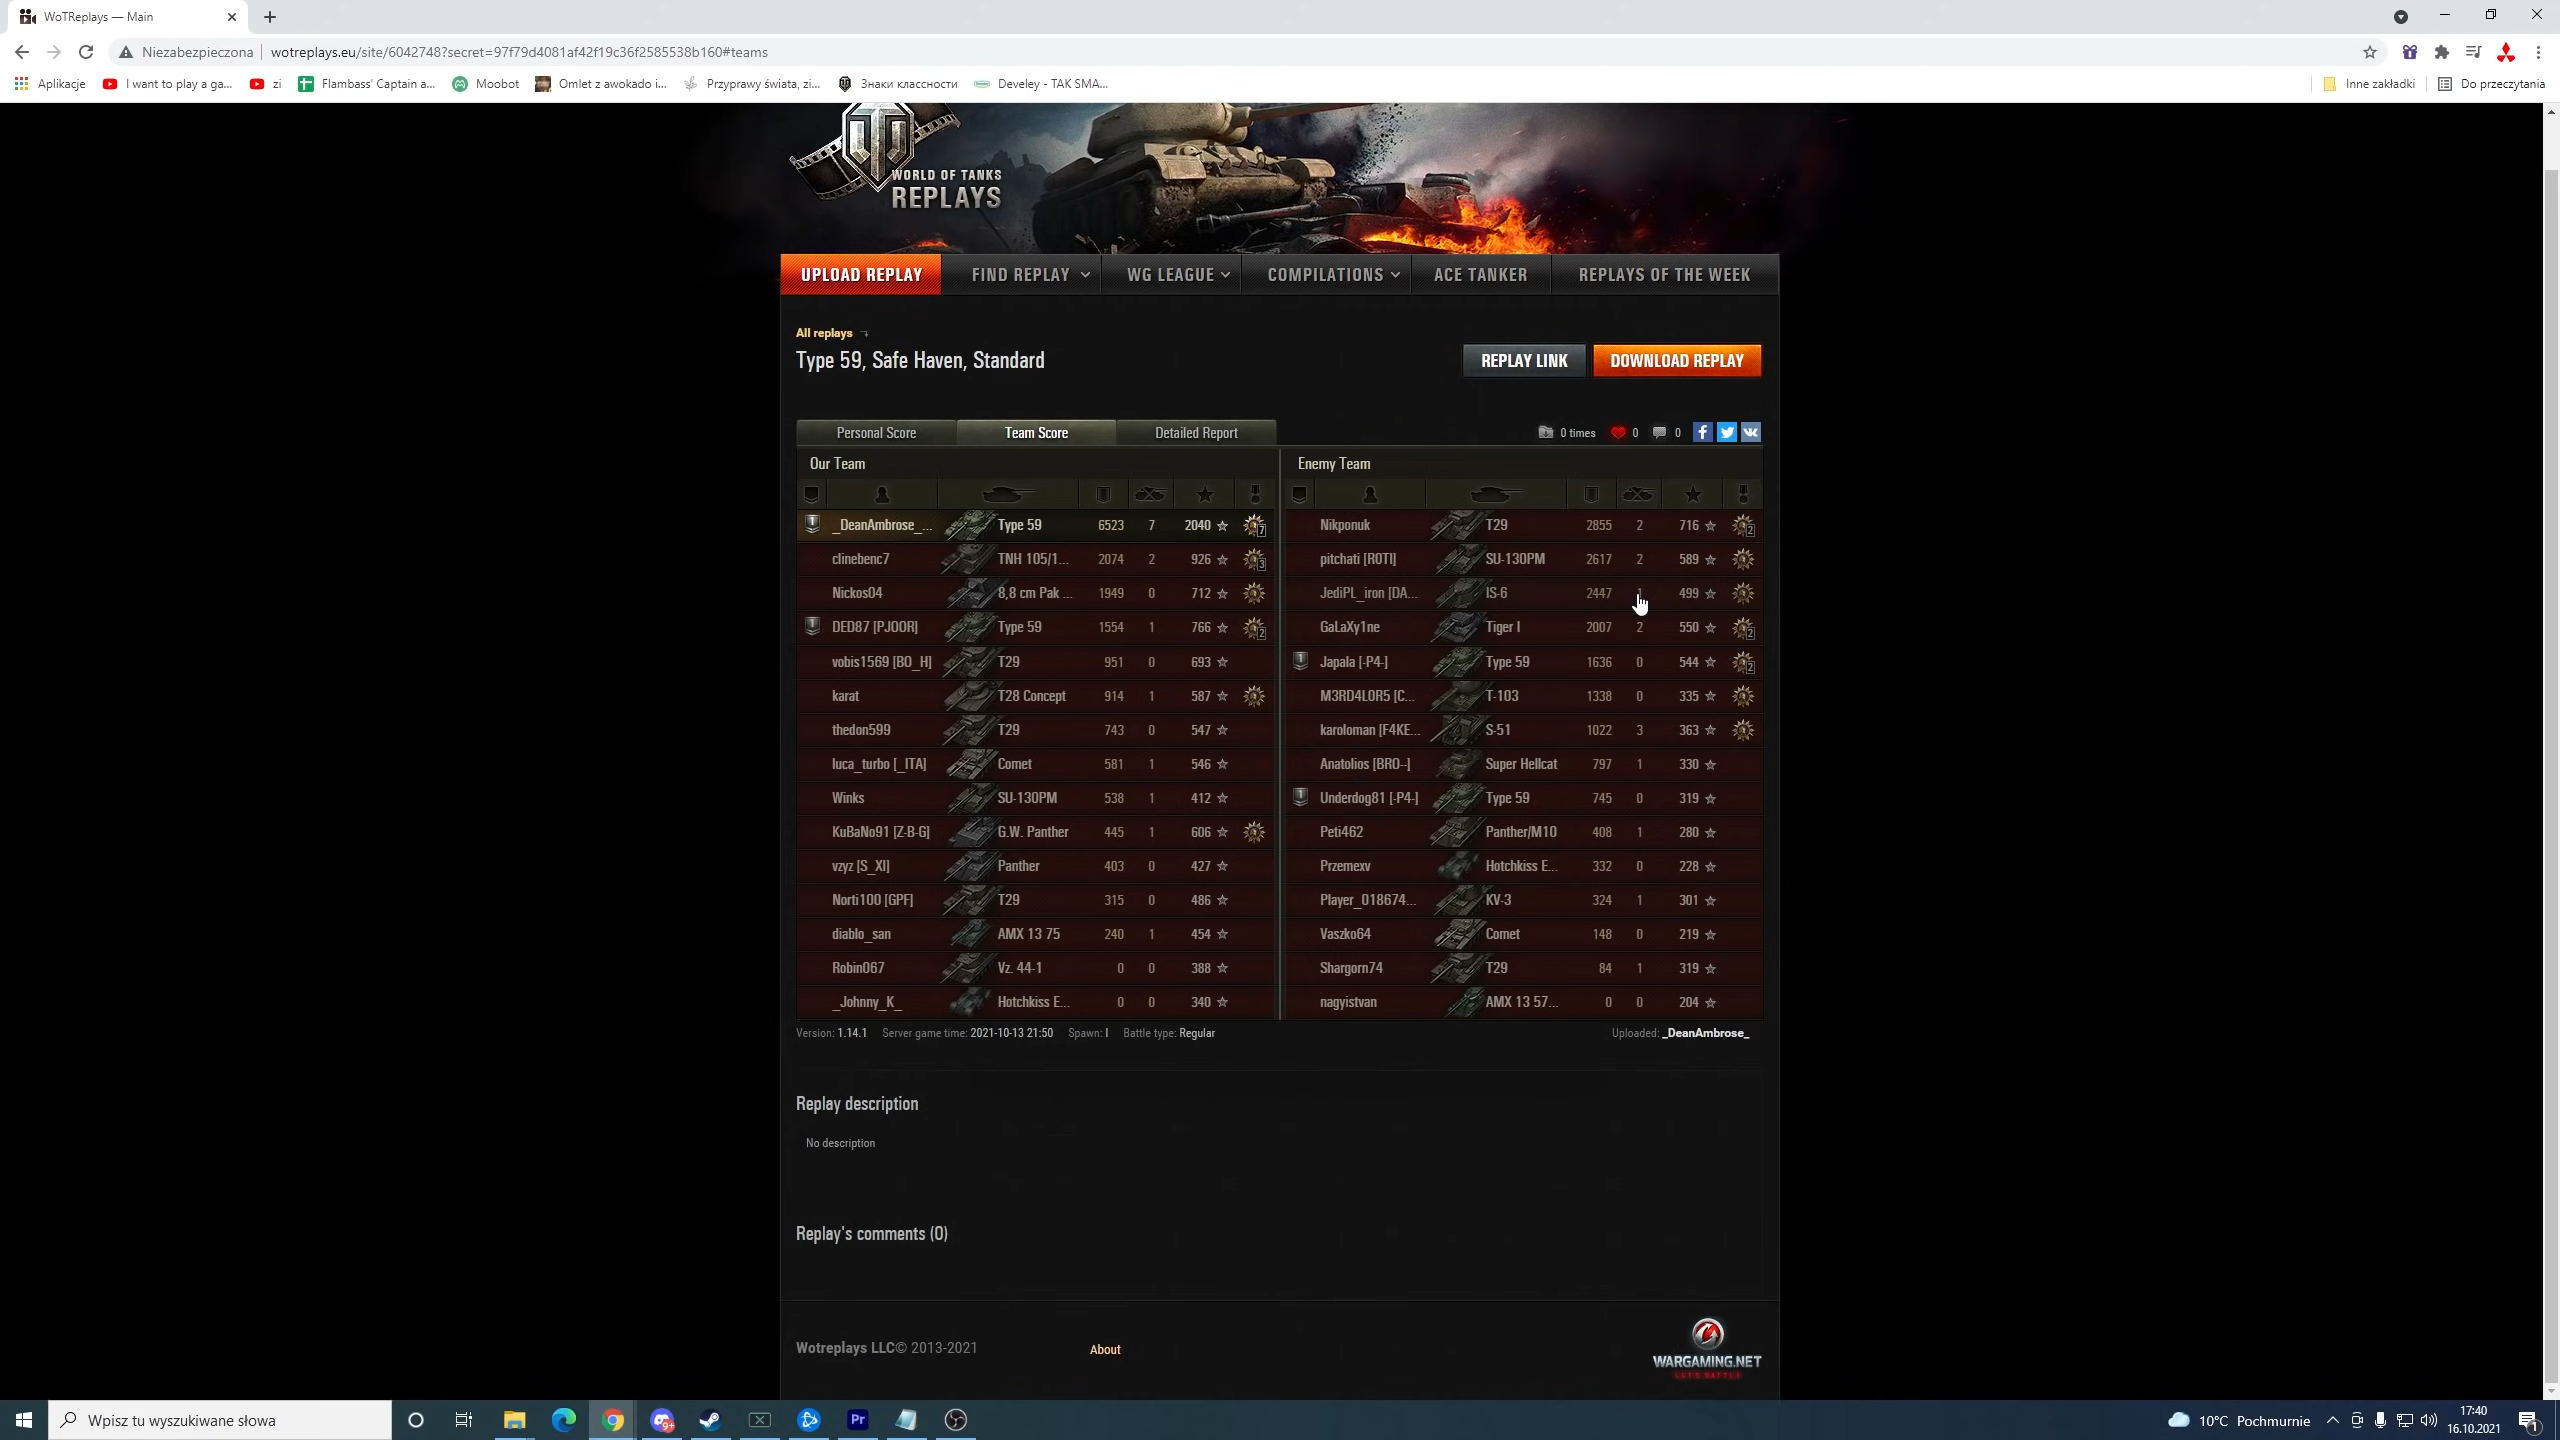 WoTReplays — Main
Niezabezpieczona wotreplays.eu/site/6042748?secret=97f79d4081af42f19c36f2585538b160#teams
Aplikacje I want to play a ga... zi Flambass' Captain a... Moobot Omlet z awokado i... Przyprawy świata, zi... Знаки классности Develey - TAK SMA... Inne zakładki Do przeczytania
WORLD OF TANKS
REPLAYS
UPLOAD REPLAY FIND REPLAY WG LEAGUE COMPILATIONS ACE TANKER REPLAYS OF THE WEEK
All replays
Type 59, Safe Haven, Standard REPLAY LINK DOWNLOAD REPLAY
Personal Score Team Score Detailed Report 0 times 0 0
Our Team Enemy Team
_DeanAmbrose_... Type 59 6523 7 2040 7 Nikponuk T29 2855 2 716 2
clinebenc7 TNH 105/1... 2074 2 926 3 pitchati [R0TI] SU-130PM 2617 2 589
Nickos04 8,8 cm Pak ... 1949 0 712 JediPL_iron [DA... IS-6 2447 499
DED87 [PJOOR] Type 59 1554 1 766 2 GaLaXy1ne Tiger I 2007 2 550 2
vobis1569 [BO_H] T29 951 0 693 Japala [-P4-] Type 59 1636 0 544 2
karat T28 Concept 914 1 587 M3RD4L0R5 [C... T-103 1338 0 335
thedon599 T29 743 0 547 karoloman [F4KE... S-51 1022 3 363
luca_turbo [_ITA] Comet 581 1 546 Anatolios [BRO--] Super Hellcat 797 1 330
Winks SU-130PM 538 1 412 Underdog81 [-P4-] Type 59 745 0 319
KuBaNo91 [Z-B-G] G.W. Panther 445 1 606 Peti462 Panther/M10 408 1 280
vzyz [S_XI] Panther 403 0 427 Przemexv Hotchkiss E... 332 0 228
Norti100 [GPF] T29 315 0 486 Player_018674... KV-3 324 1 301
diablo_san AMX 13 75 240 1 454 Vaszko64 Comet 148 0 219
Robin067 Vz. 44-1 0 0 388 Shargorn74 T29 84 1 319
_Johnny_K_ Hotchkiss E... 0 0 340 nagyistvan AMX 13 57... 0 0 204
Version: 1.14.1 Server game time: 2021-10-13 21:50 Spawn: I Battle type: Regular Uploaded: _DeanAmbrose_
Replay description
No description
Replay's comments (0)
Wotreplays LLC© 2013-2021 About
WARGAMING.NET
LET'S BATTLE
Wpisz tu wyszukiwane słowa 9+ Pr 10°C Pochmurnie 17:40
16.10.2021 1